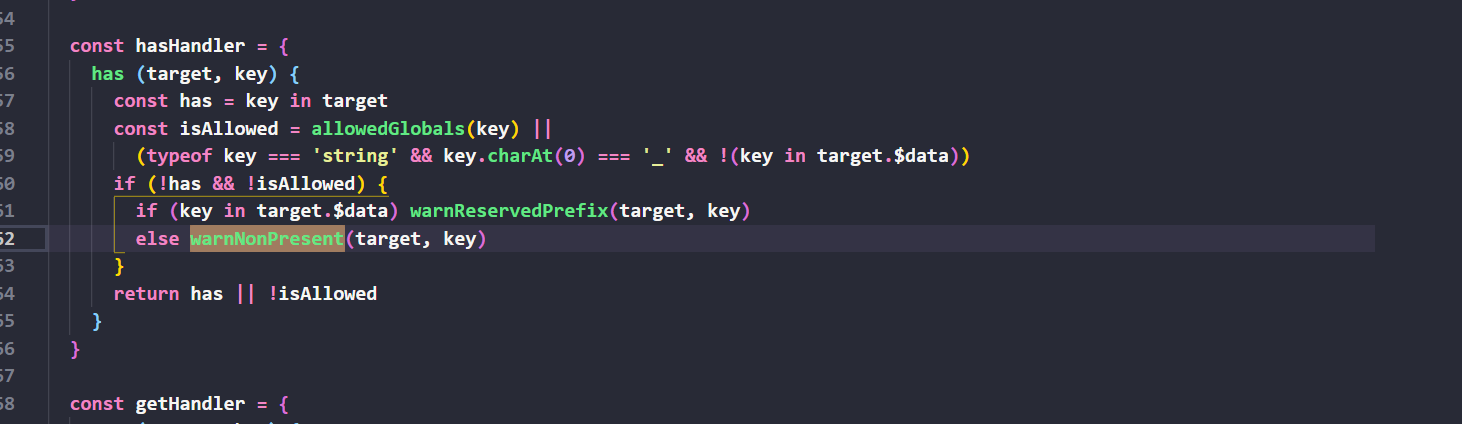 54
55 const hasHandler = {
56 has (target, key) {
57 const has = key in target
58 const isAllowed = allowedGlobals(key) ||
59 (typeof key === 'string' && key.charAt(0) === '_' && !(key in target.$data))
60 if (!has && !isAllowed) {
61 if (key in target.$data) warnReservedPrefix(target, key)
62 else warnNonPresent(target, key)
63 }
64 return has || !isAllowed
65 }
66 }
67
68 const getHandler = {